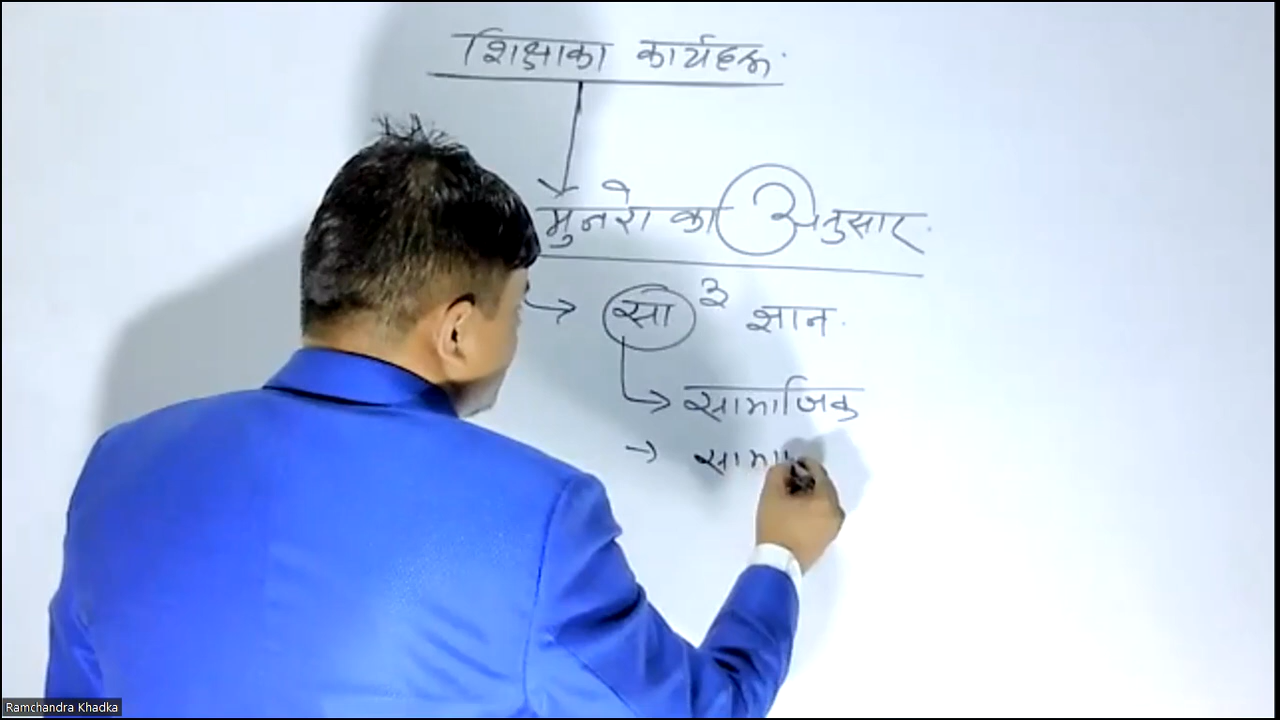 शिक्षाका कार्यहरू
मुनरो का अनुसार
→ सा ३ ज्ञान
→ सामाजिक
→ सामा
Ramchandra Khadka